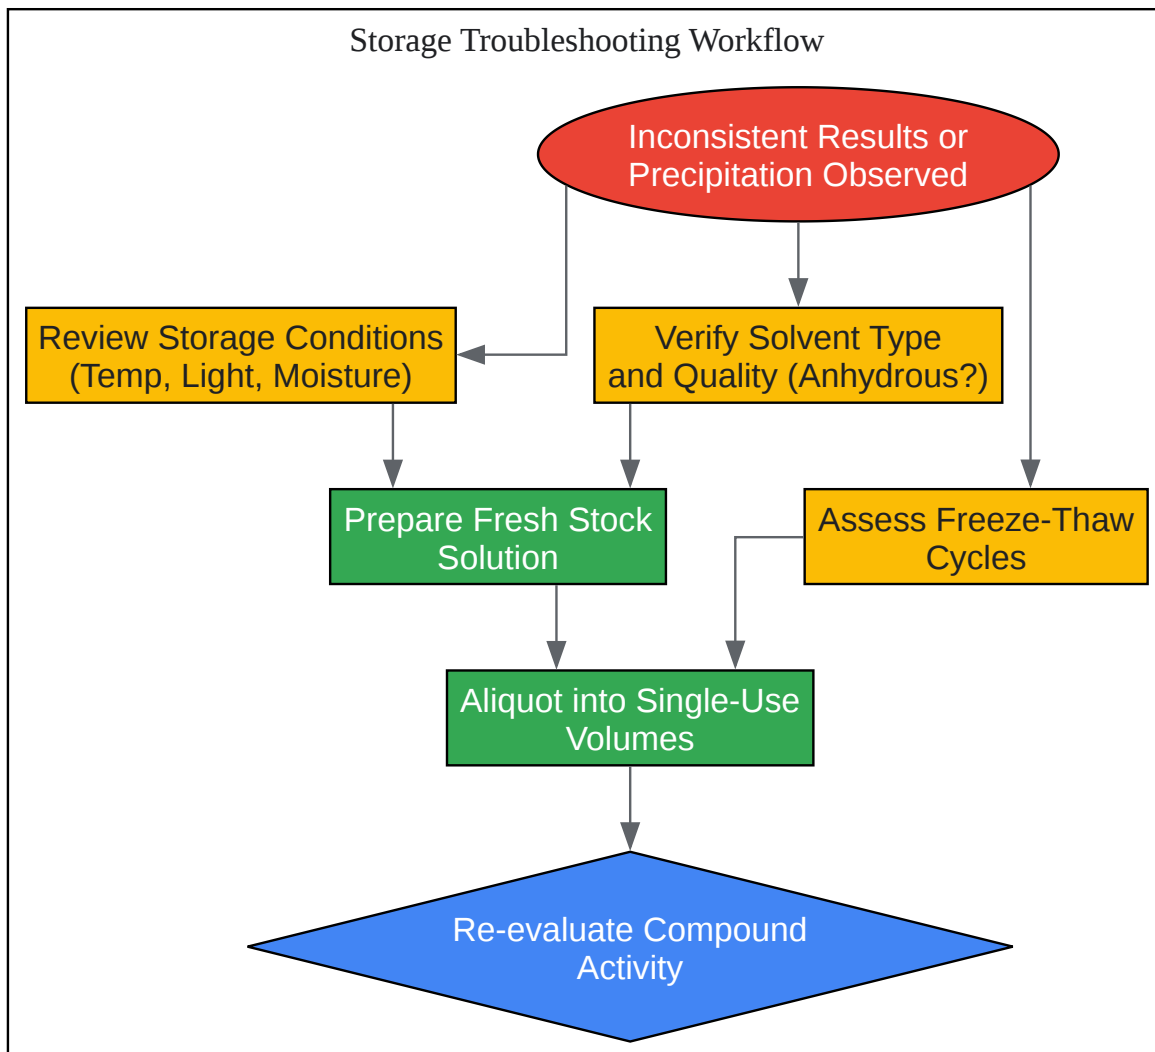 Storage Troubleshooting Workflow
Inconsistent Results or
Precipitation Observed
Review Storage Conditions
(Temp, Light, Moisture)
Verify Solvent Type
and Quality (Anhydrous?)
Prepare Fresh Stock
Solution
Assess Freeze-Thaw
Cycles
Aliquot into Single-Use
Volumes
Re-evaluate Compound
Activity